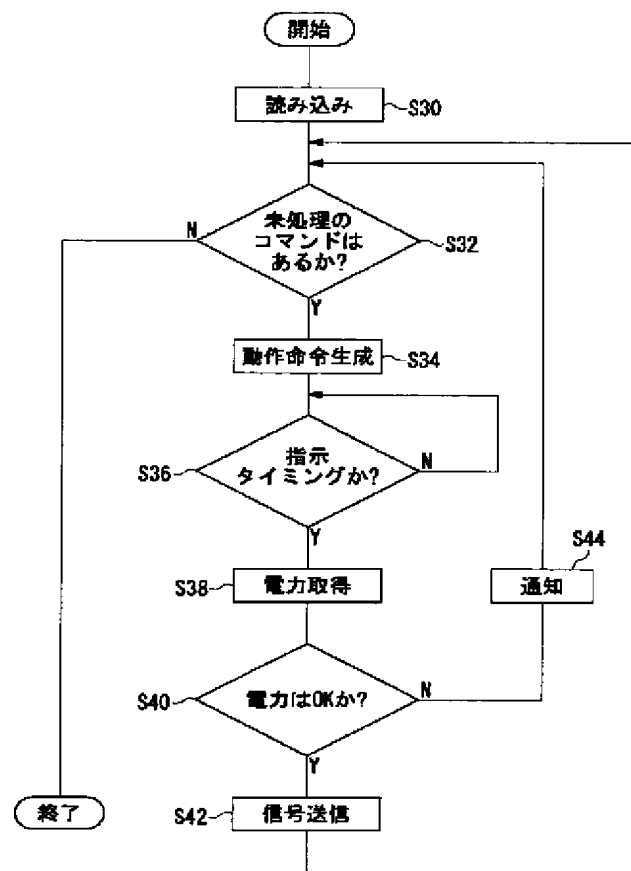 開始
読み込み
S30
未処理の
コマンドは
あるか?
N
S32
Y
動作命令生成
S34
指示
タイミングか?
S36
N
Y
電力取得
S38
通知
S44
電力はOKか?
S40
N
Y
信号送信
S42
終了